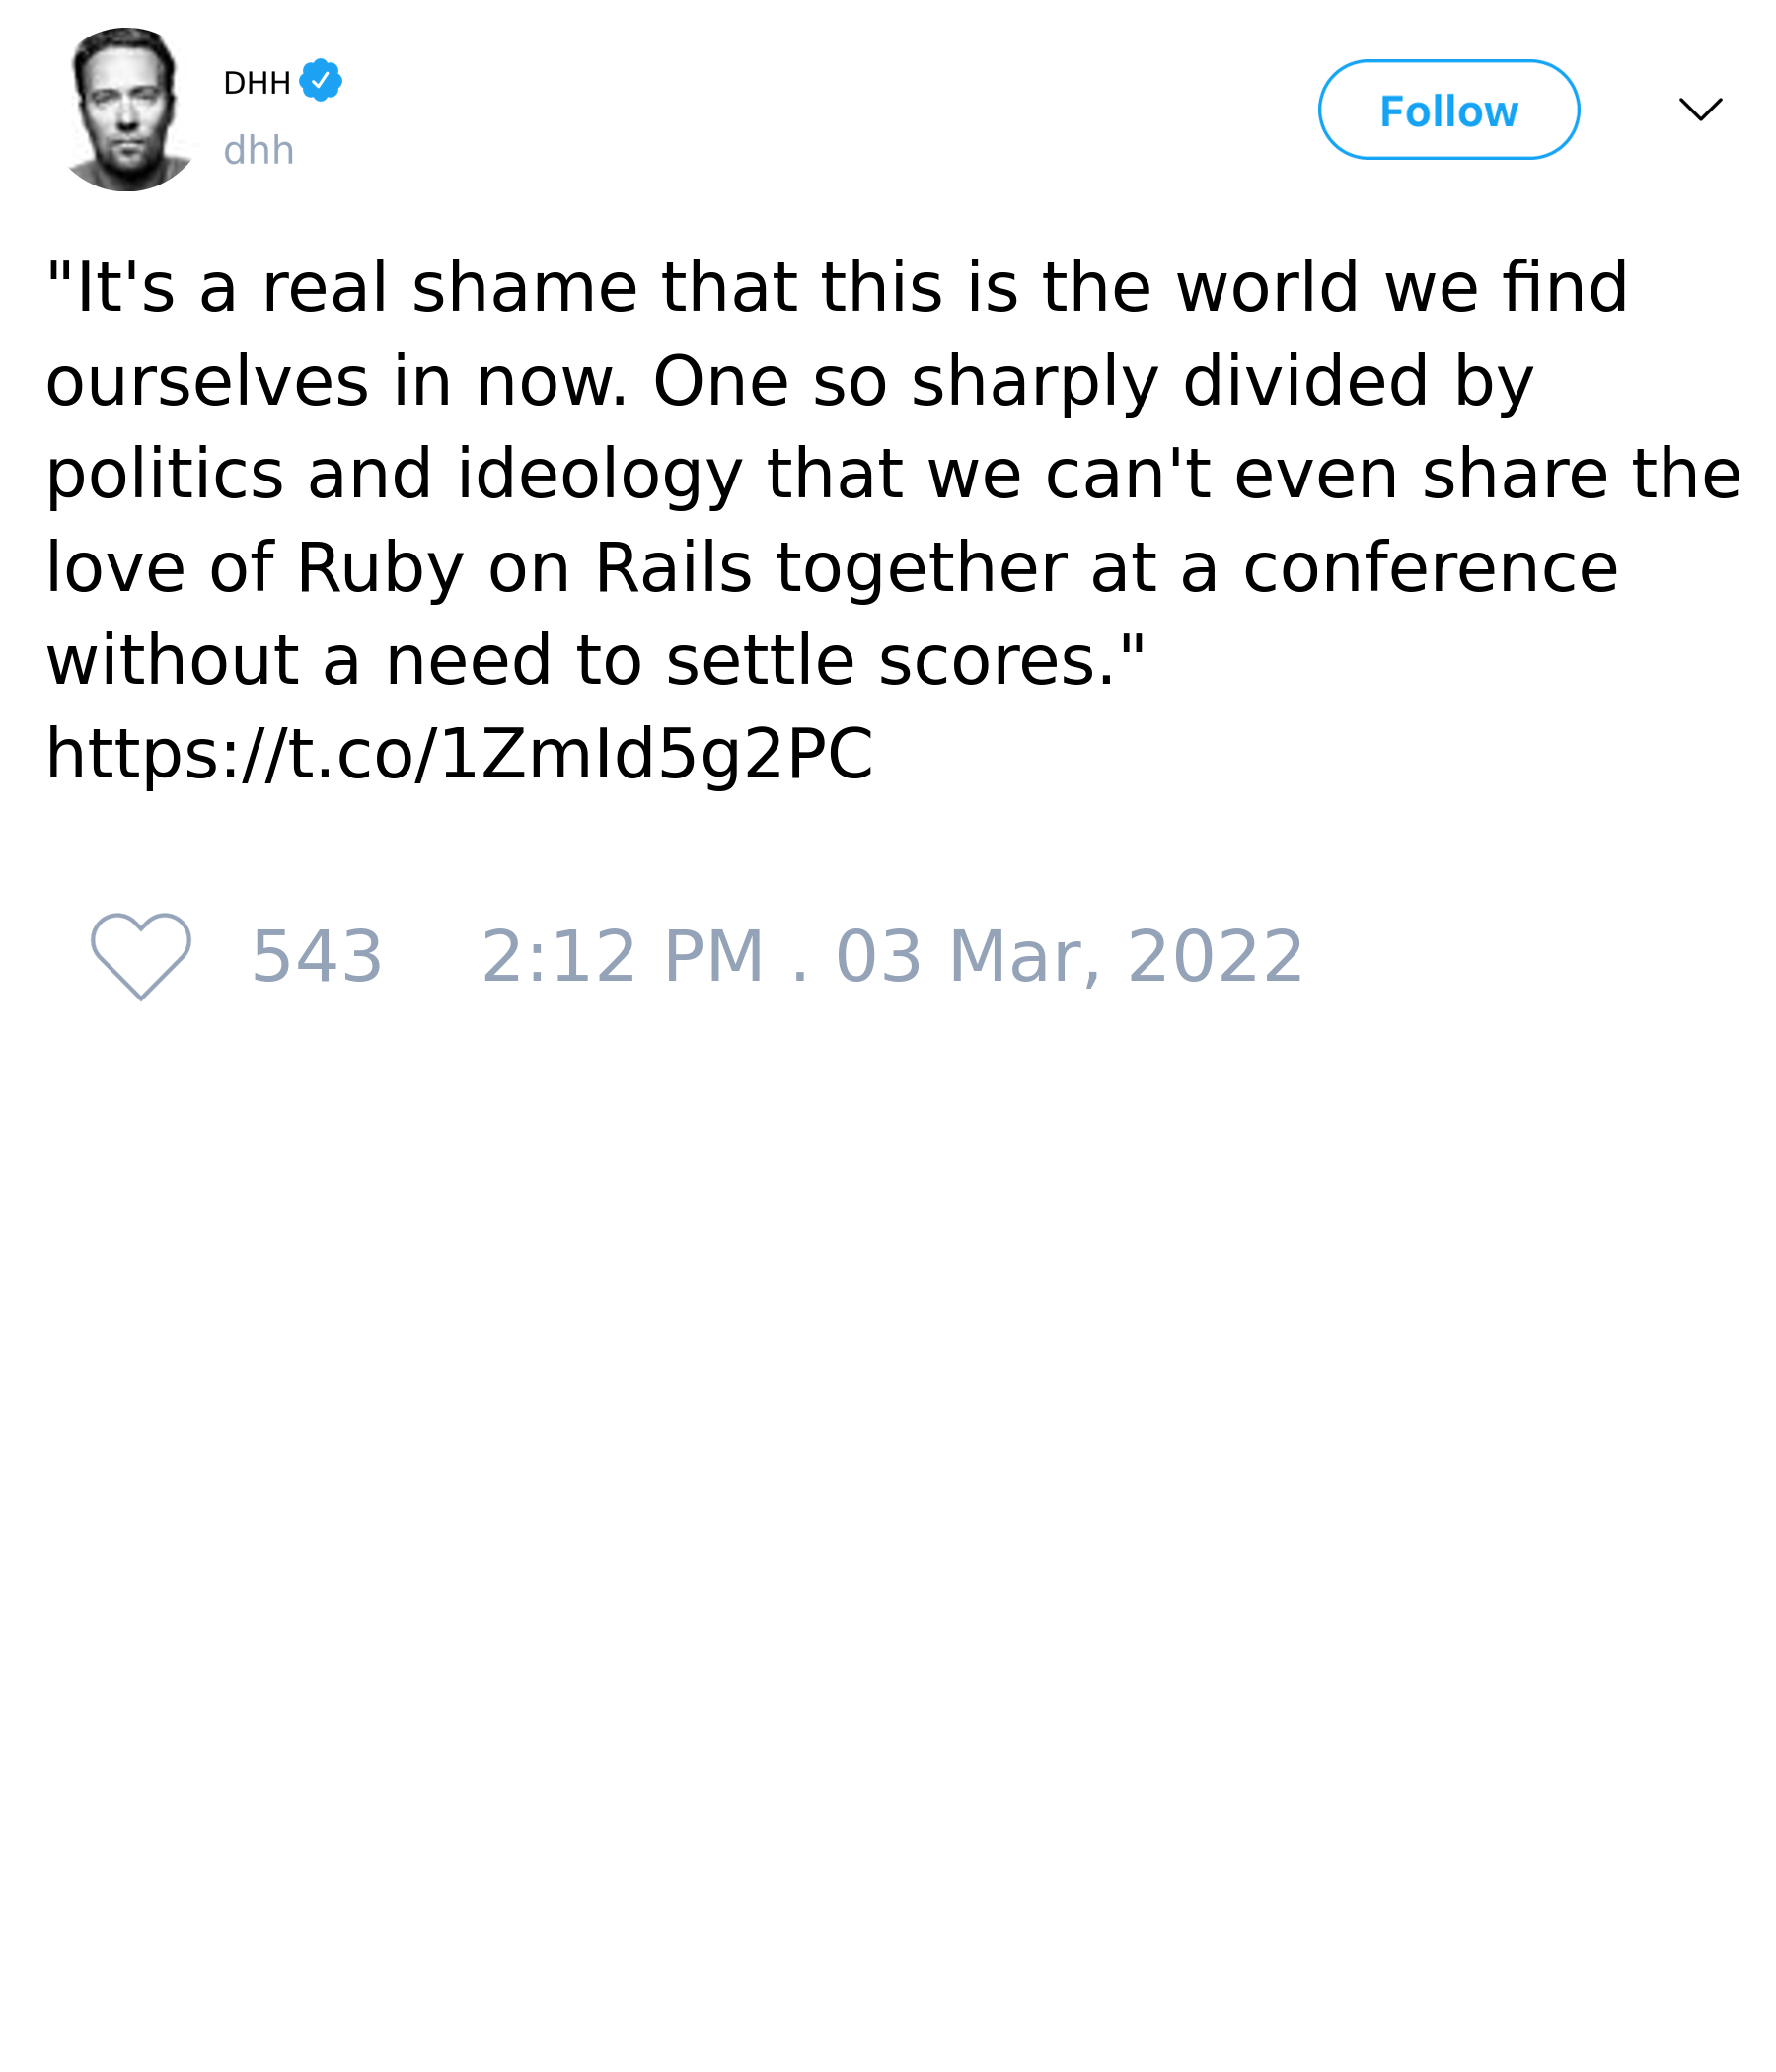 DHH
dhh
Follow
"It's a real shame that this is the world we find
ourselves in now. One so sharply divided by
politics and ideology that we can't even share the
love of Ruby on Rails together at a conference
without a need to settle scores."
https://t.co/1ZmId5g2PC
543 2:12 PM . 03 Mar, 2022